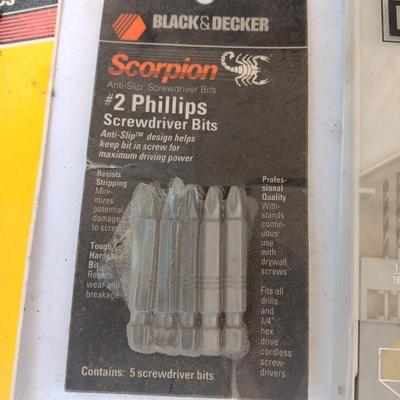 BLACK&DECKER
Scorpion
Anti-Slip Screwdriver Bits
#2 Phillips
Screwdriver Bits
Anti-Slip™ design helps
keep bit in screw for
maximum driving power
Resists
Stripping
Mini-
mizes
potential
damage
to screw
Tough
Hardened
Bit
Resists
wear and
breakage
Profes-
sional
Quality
With-
stands
contin-
uous
use
with
drywall
screws
Fits all
drills
and
1/4"
hex
drive
cordless
screw-
drivers
Contains: 5 screwdriver bits